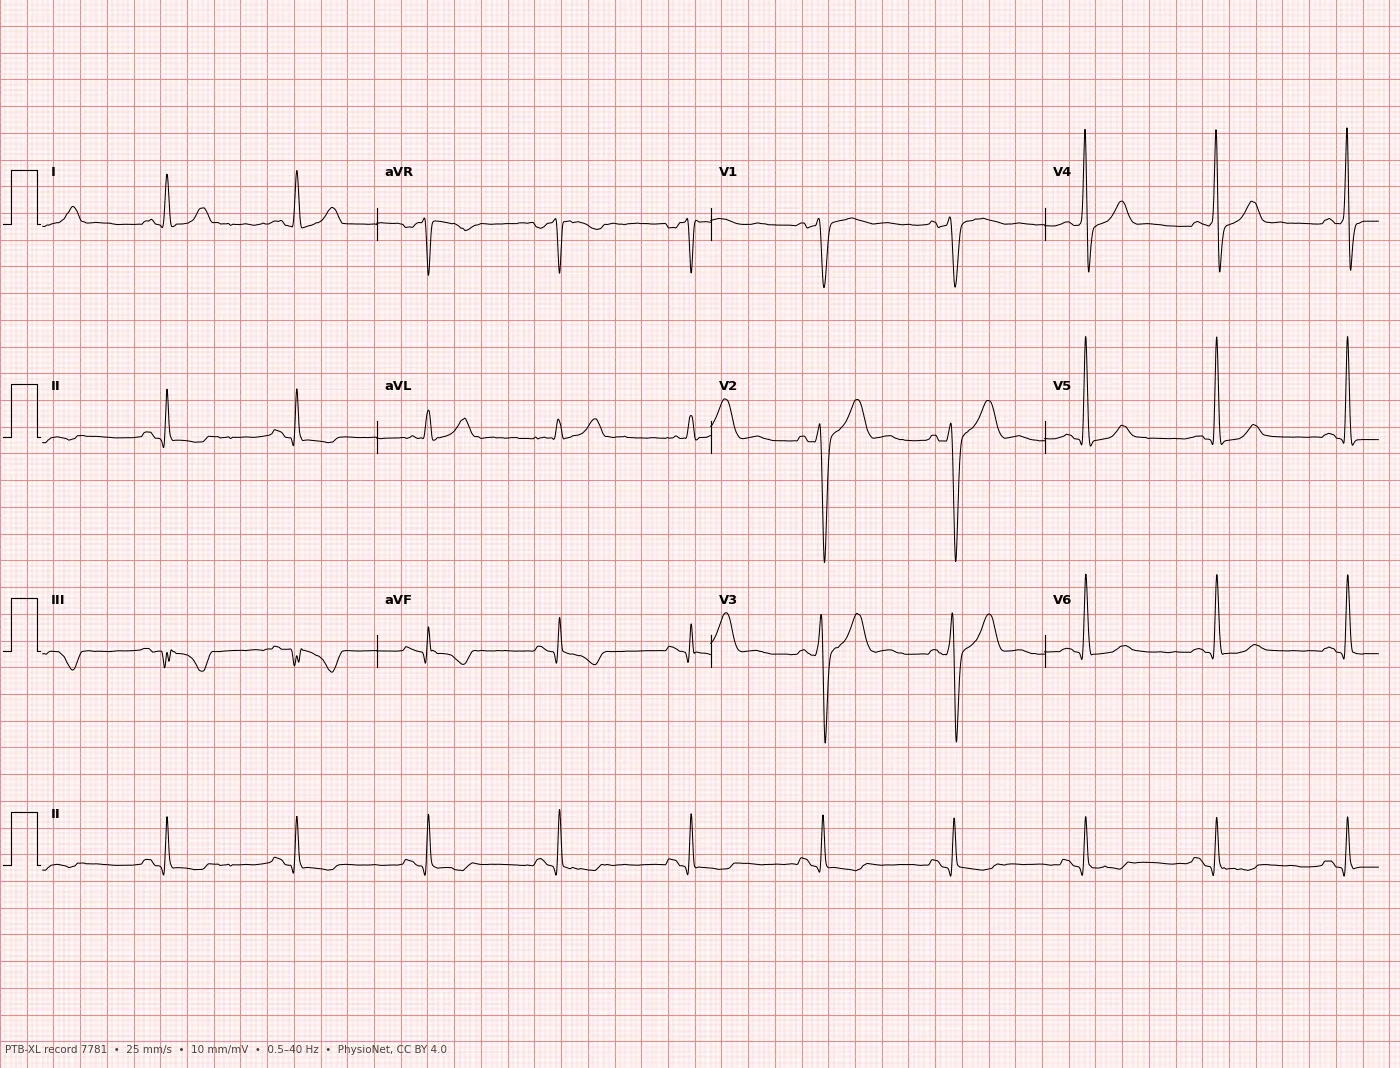 I aVR V1 V4
II aVL V2 V5
III aVF V3 V6
II
PTB-XL record 7781 • 25 mm/s • 10 mm/mV • 0.5–40 Hz • PhysioNet, CC BY 4.0